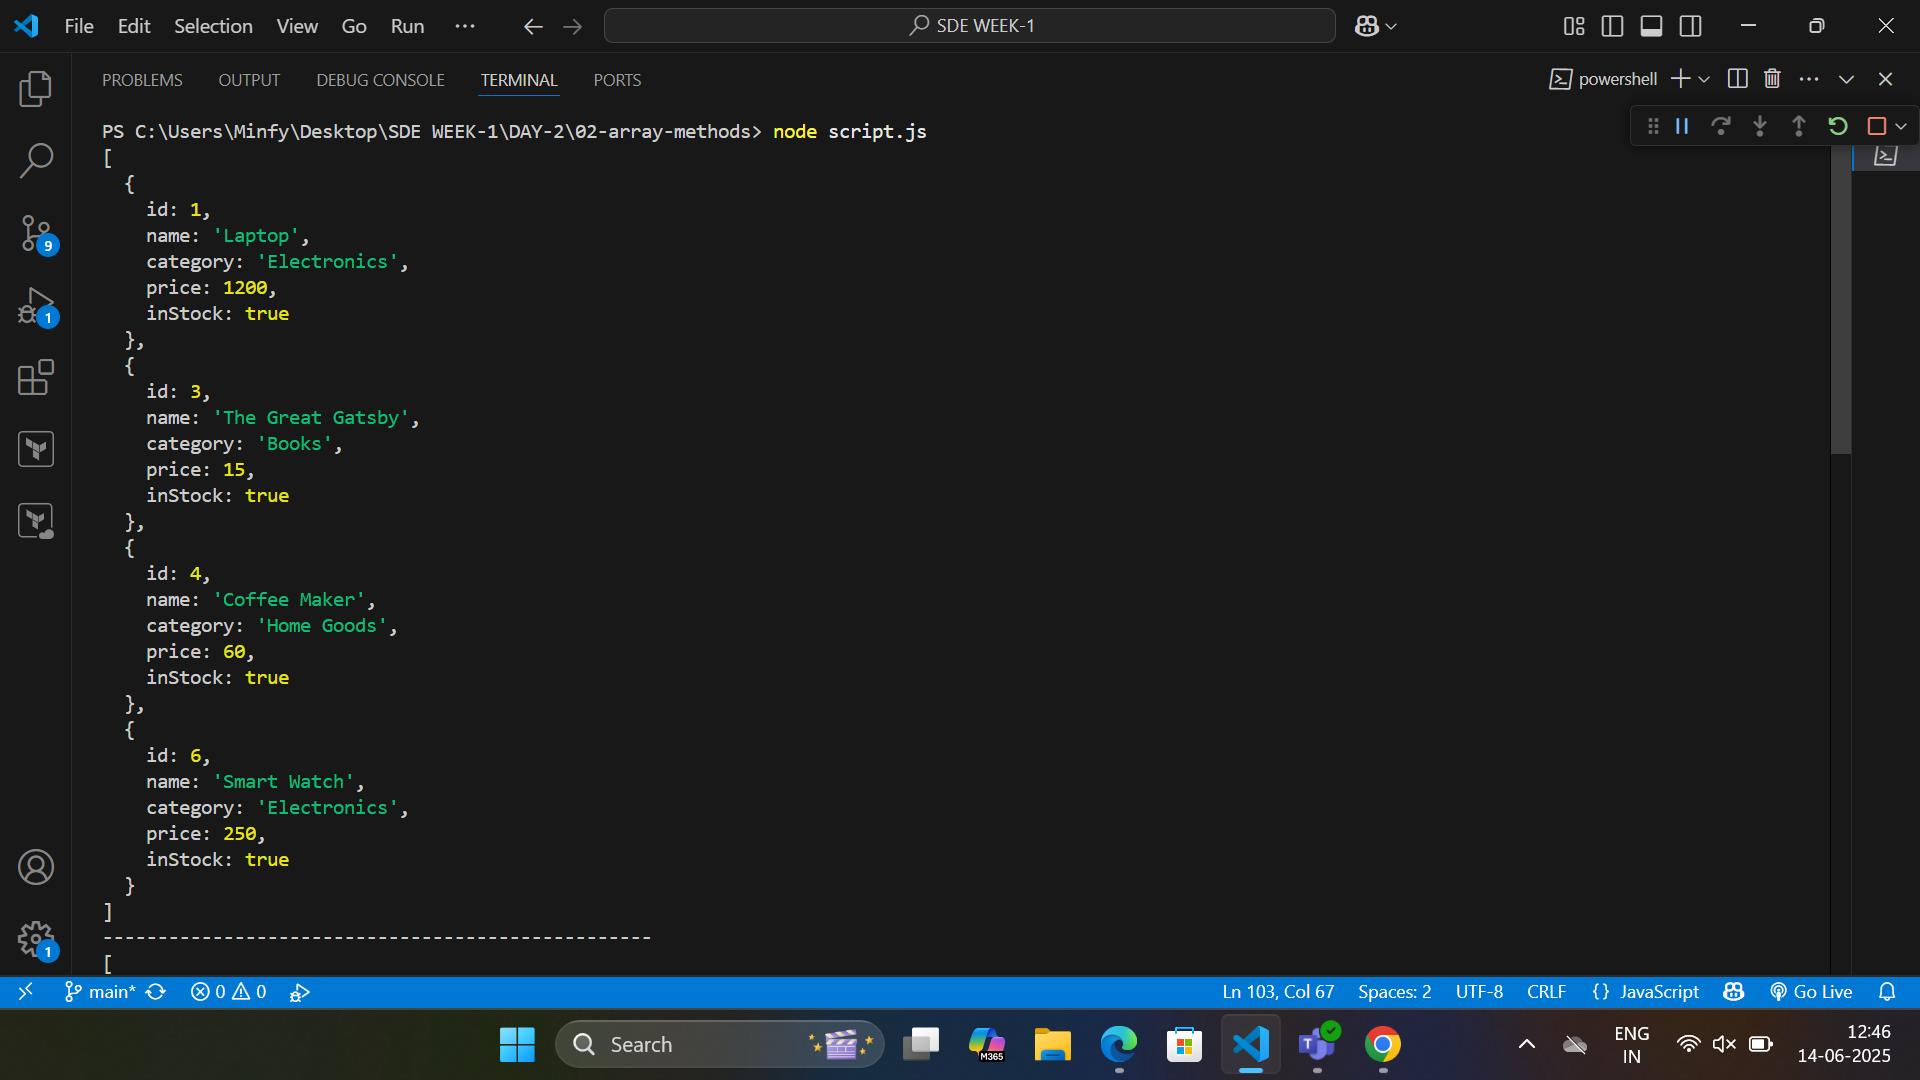 File Edit Selection View Go Run ··· SDE WEEK-1
PROBLEMS OUTPUT DEBUG CONSOLE TERMINAL PORTS powershell
PS C:\Users\Minfy\Desktop\SDE WEEK-1\DAY-2\02-array-methods> node script.js
[
{
id: 1,
name: 'Laptop',
category: 'Electronics',
price: 1200,
inStock: true
},
{
id: 3,
name: 'The Great Gatsby',
category: 'Books',
price: 15,
inStock: true
},
{
id: 4,
name: 'Coffee Maker',
category: 'Home Goods',
price: 60,
inStock: true
},
{
id: 6,
name: 'Smart Watch',
category: 'Electronics',
price: 250,
inStock: true
}
]
--------------------------------------------------
[
9
1
1
main* 0 0 Ln 103, Col 67 Spaces: 2 UTF-8 CRLF {} JavaScript Go Live
Search M365 T ENG IN 12:46 14-06-2025